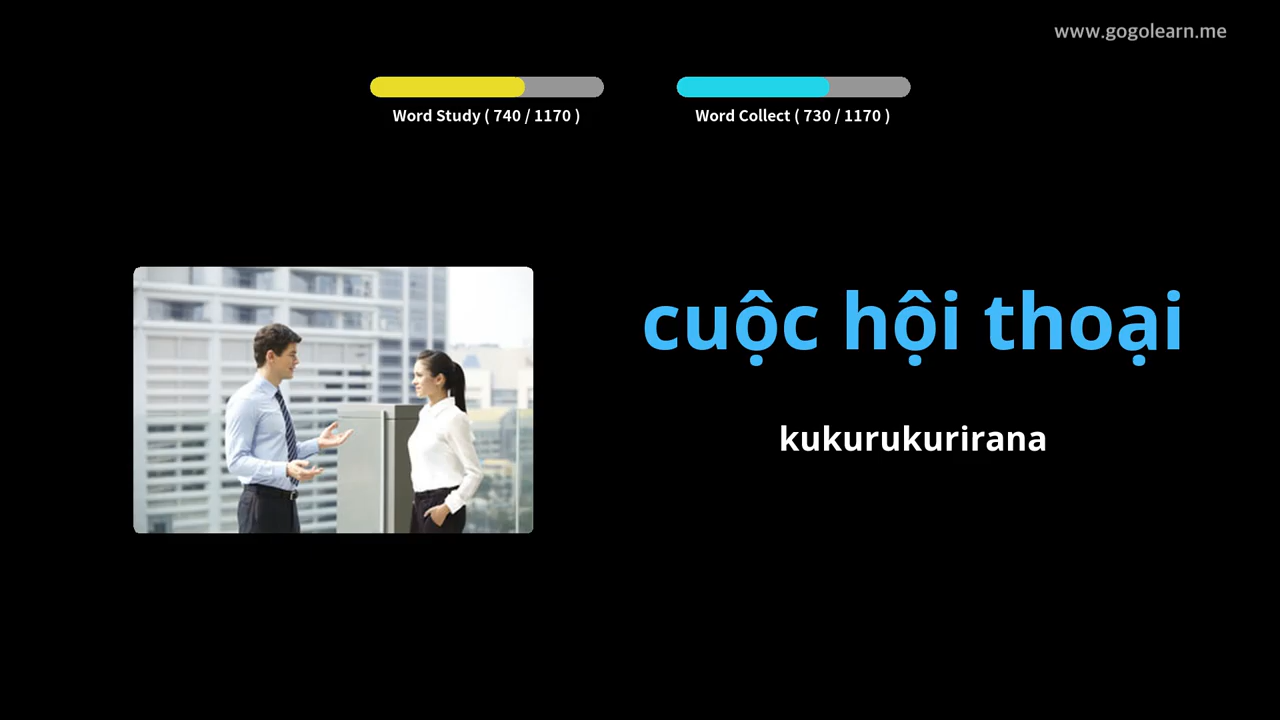 www.gogolearn.me
Word Study ( 740 / 1170 )
Word Collect ( 730 / 1170 )
cuộc hội thoại
kukurukurirana